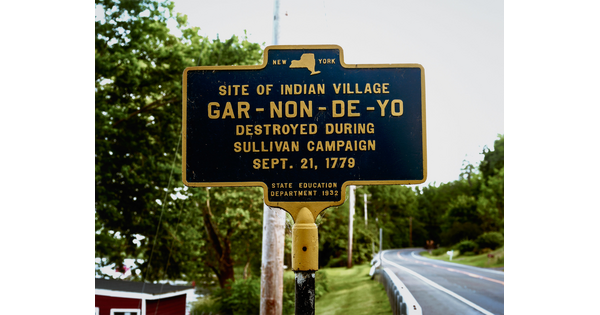 NEW YORK
SITE OF INDIAN VILLAGE
GAR-NON-DE-YO
DESTROYED DURING
SULLIVAN CAMPAIGN
SEPT. 21, 1779
STATE EDUCATION
DEPARTMENT 1932